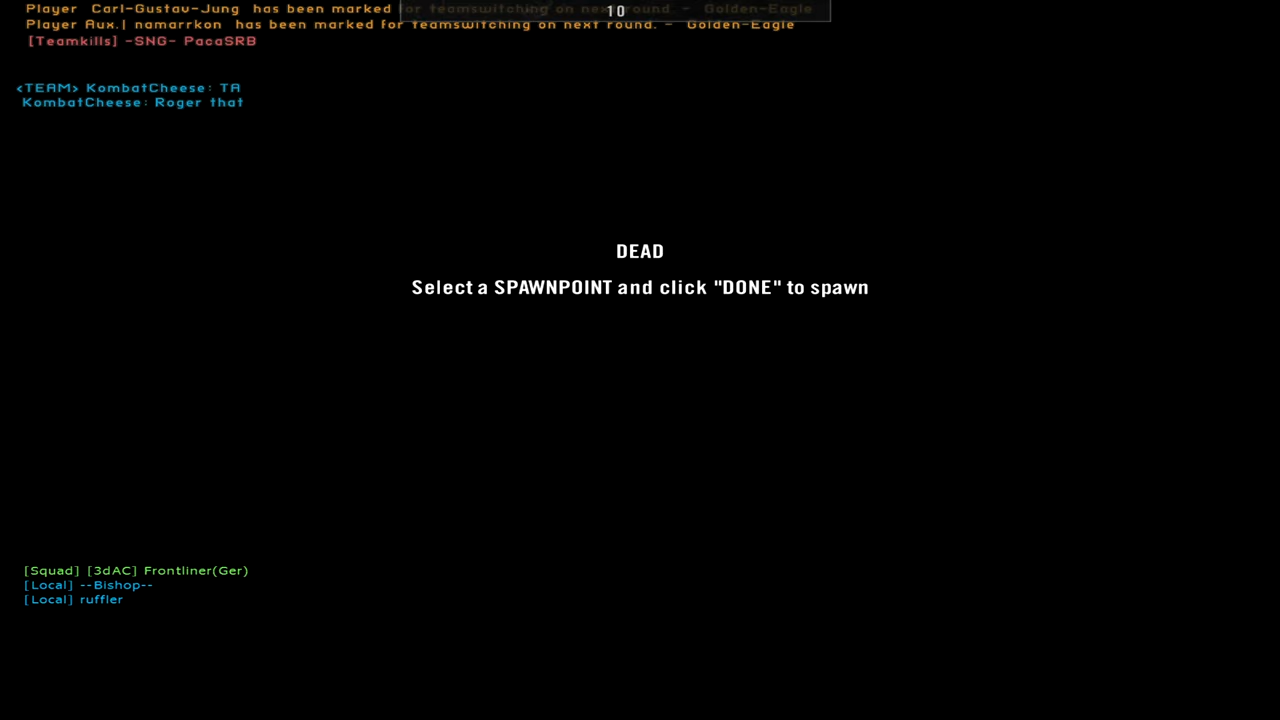 Player Carl-Gustav-Jung has been marked for teamswitching on next round. - Golden-Eagle
10
Player Aux.| namarrkon has been marked for teamswitching on next round. - Golden-Eagle
[Teamkills] -SNG- PacaSRB
<TEAM> KombatCheese: TA
KombatCheese: Roger that
DEAD
Select a SPAWNPOINT and click "DONE" to spawn
[Squad] [3dAC] Frontliner(Ger)
[Local] --Bishop--
[Local] ruffler